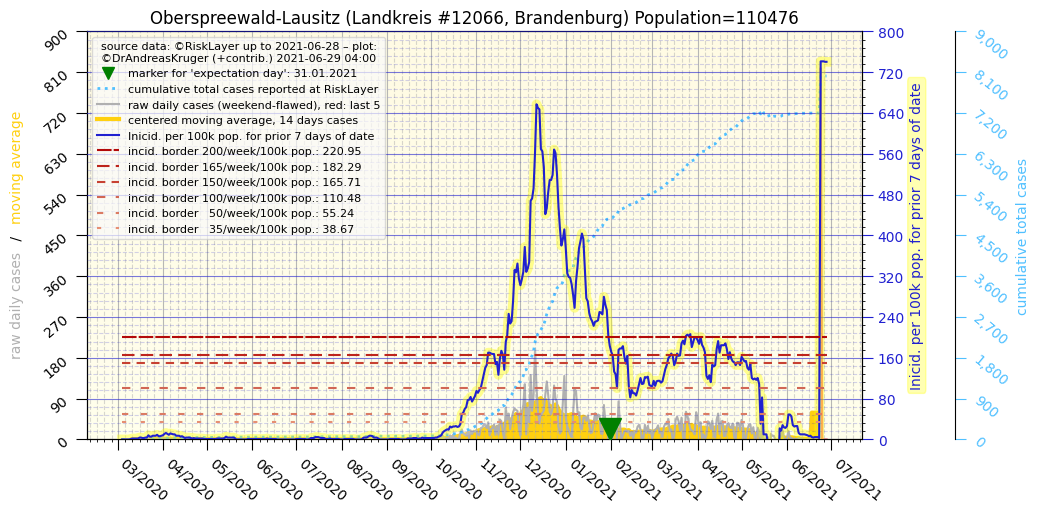 Oberspreewald-Lausitz (Landkreis #12066, Brandenburg) Population=110476
source data: ©RiskLayer up to 2021-06-28 – plot:
©DrAndreasKruger (+contrib.) 2021-06-29 04:00
marker for 'expectation day': 31.01.2021
cumulative total cases reported at RiskLayer
raw daily cases (weekend-flawed), red: last 5
centered moving average, 14 days cases
Inicid. per 100k pop. for prior 7 days of date
incid. border 200/week/100k pop.: 220.95
incid. border 165/week/100k pop.: 182.29
incid. border 150/week/100k pop.: 165.71
incid. border 100/week/100k pop.: 110.48
incid. border 50/week/100k pop.: 55.24
incid. border 35/week/100k pop.: 38.67
raw daily cases / moving average
900
810
720
630
540
450
360
270
180
90
0
03/2020
04/2020
05/2020
06/2020
07/2020
08/2020
09/2020
10/2020
11/2020
12/2020
01/2021
02/2021
03/2021
04/2021
05/2021
06/2021
07/2021
800
720
640
560
480
400
320
240
160
80
0
Inicid. per 100k pop. for prior 7 days of date
9,000
8,100
7,200
6,300
5,400
4,500
3,600
2,700
1,800
900
0
cumulative total cases